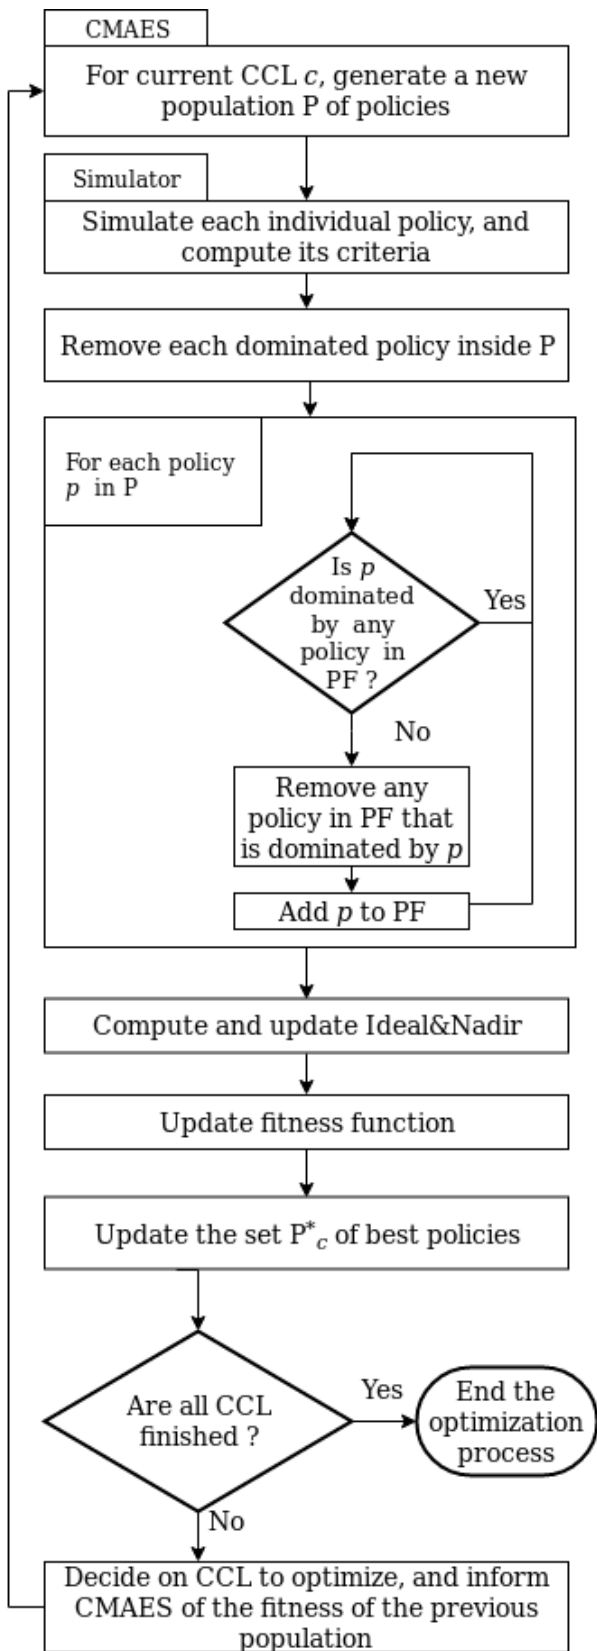 CMAES
For current CCL c, generate a new
population P of policies
Simulator
Simulate each individual policy, and
compute its criteria
Remove each dominated policy inside P
For each policy
p in P
Is p
dominated
by any
policy in
PF ?
Yes
No
Remove any
policy in PF that
is dominated by p
Add p to PF
Compute and update Ideal&Nadir
Update fitness function
Update the set P*c of best policies
Are all CCL
finished ?
Yes
End the
optimization
process
No
Decide on CCL to optimize, and inform
CMAES of the fitness of the previous
population